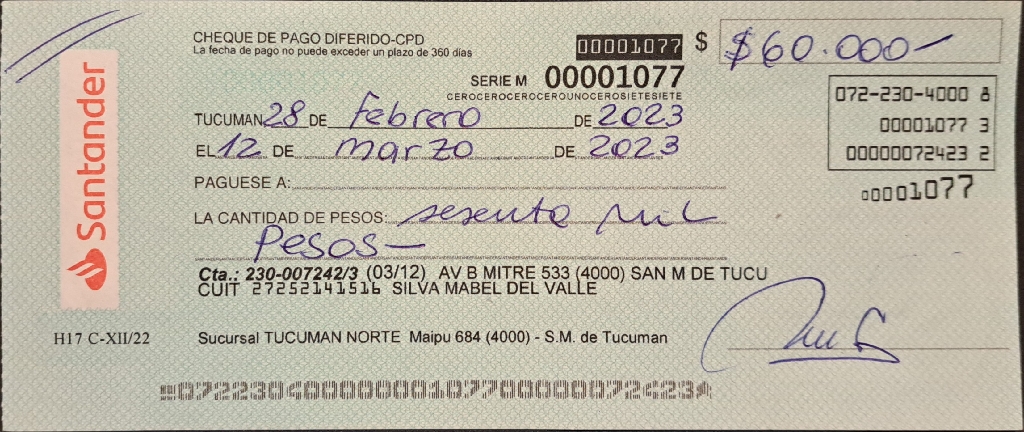 CHEQUE DE PAGO DIFERIDO-CPD
La fecha de pago no puede exceder un plazo de 360 días
00001077 $ $60.000—
SERIE M 00001077
CEROCEROCEROCEROUNOCEROSIETESIETE
072-230-4000 8
00001077 3
00000072423 2
00001077
Santander
TUCUMAN 28 DE febrero DE 2023
EL 12 DE marzo DE 2023
PAGUESE A:
LA CANTIDAD DE PESOS: sesenta mil
Pesos—
Cta.: 230-007242/3 (03/12) AV B MITRE 533 (4000) SAN M DE TUCU
CUIT 27252141516 SILVA MABEL DEL VALLE
H17 C-XII/22
Sucursal TUCUMAN NORTE Maipu 684 (4000) - S.M. de Tucuman